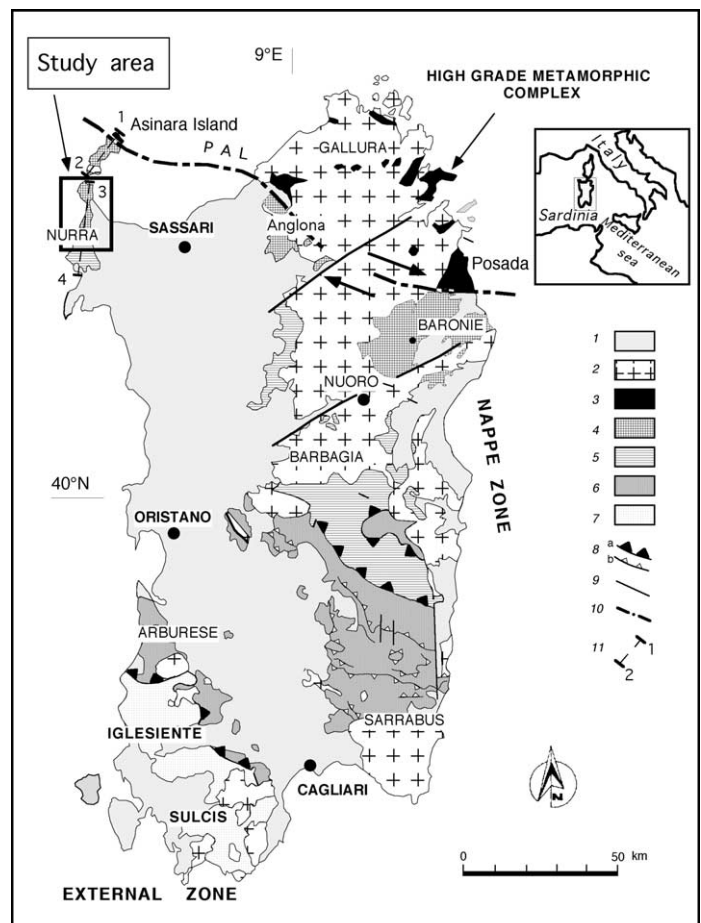 Study area
9°E
HIGH GRADE METAMORPHIC
COMPLEX
1
Asinara Island
PAL
GALLURA
2
3
NURRA
SASSARI
Anglona
4
Posada
BARONIE
NUORO
BARBAGIA
NAPPE ZONE
40°N
ORISTANO
ARBURESE
IGLESIENTE
SARRABUS
CAGLIARI
SULCIS
EXTERNAL ZONE
Italy
Sardinia
Mediterranean
sea
1
2
3
4
5
6
7
8
a
b
9
10
11
1
2
N
0
50
km